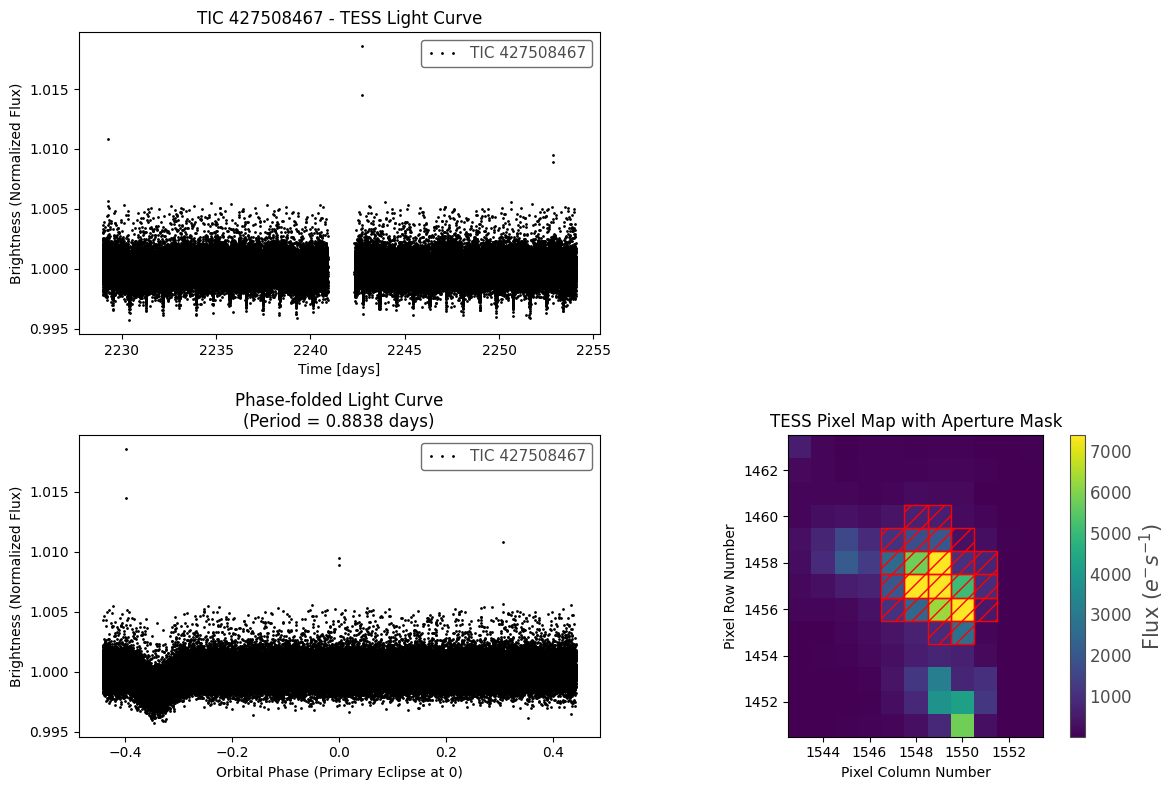 TIC 427508467 - TESS Light Curve
TIC 427508467
Brightness (Normalized Flux)
1.015
1.010
1.005
1.000
0.995
2230 2235 2240 2245 2250 2255
Time [days]
Phase-folded Light Curve
(Period = 0.8838 days)
TIC 427508467
Brightness (Normalized Flux)
1.015
1.010
1.005
1.000
0.995
−0.4 −0.2 0.0 0.2 0.4
Orbital Phase (Primary Eclipse at 0)
TESS Pixel Map with Aperture Mask
Pixel Row Number
1462
1460
1458
1456
1454
1452
1544 1546 1548 1550 1552
Pixel Column Number
7000
6000
5000
4000
3000
2000
1000
Flux (e⁻s⁻¹)